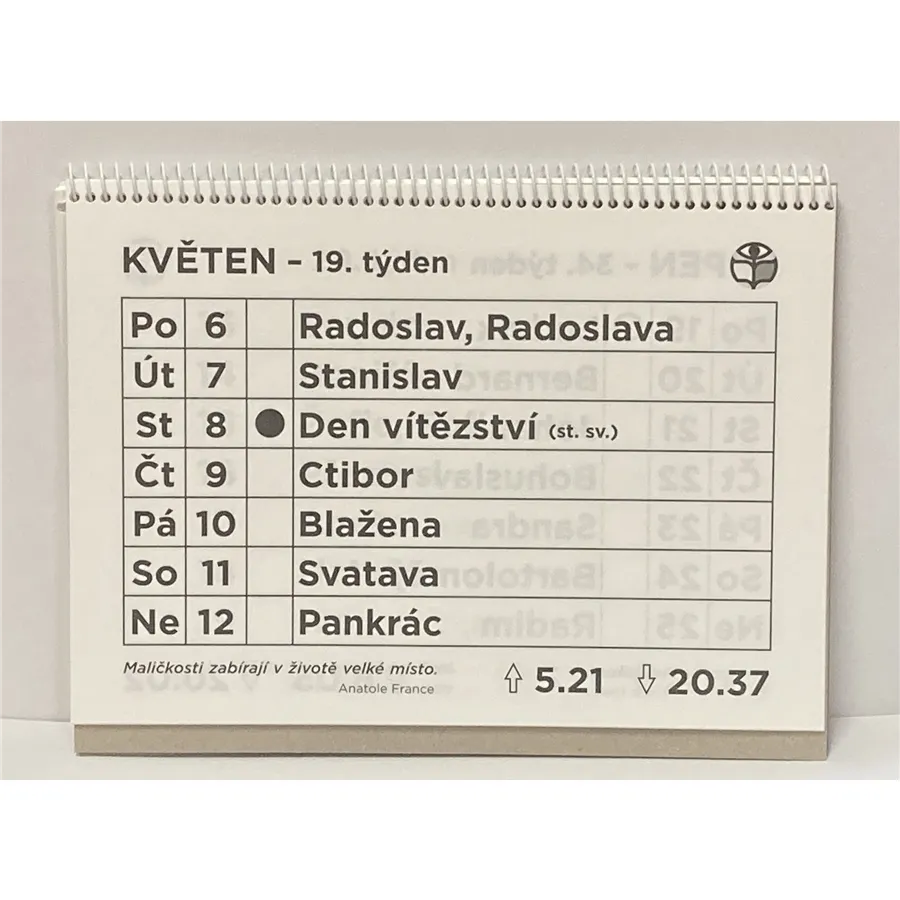 KVĚTEN – 19. týden
Po 6 Radoslav, Radoslava
Út 7 Stanislav
St 8 ● Den vítězství (st. sv.)
Čt 9 Ctibor
Pá 10 Blažena
So 11 Svatava
Ne 12 Pankrác
Maličkosti zabírají v životě velké místo.
Anatole France
⇧ 5.21 ⇩ 20.37